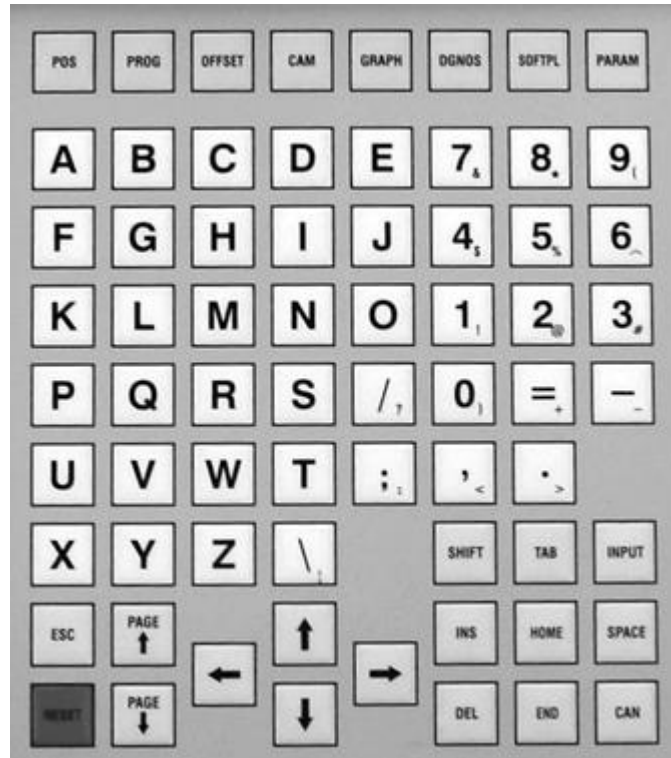 POS PROG OFFSET CAM GRAPH DGNOS SOFTPL PARAM
A B C D E 7 & 8 * 9 (
F G H I J 4 $ 5 % 6 ^
K L M N O 1 ! 2 @ 3 #
P Q R S / ? 0 ) = + - _
U V W T ; : , < . >
X Y Z \ SHIFT TAB INPUT
ESC PAGE ↑ ↑ INS HOME SPACE
← →
RESET PAGE ↓ ↓ DEL END CAN